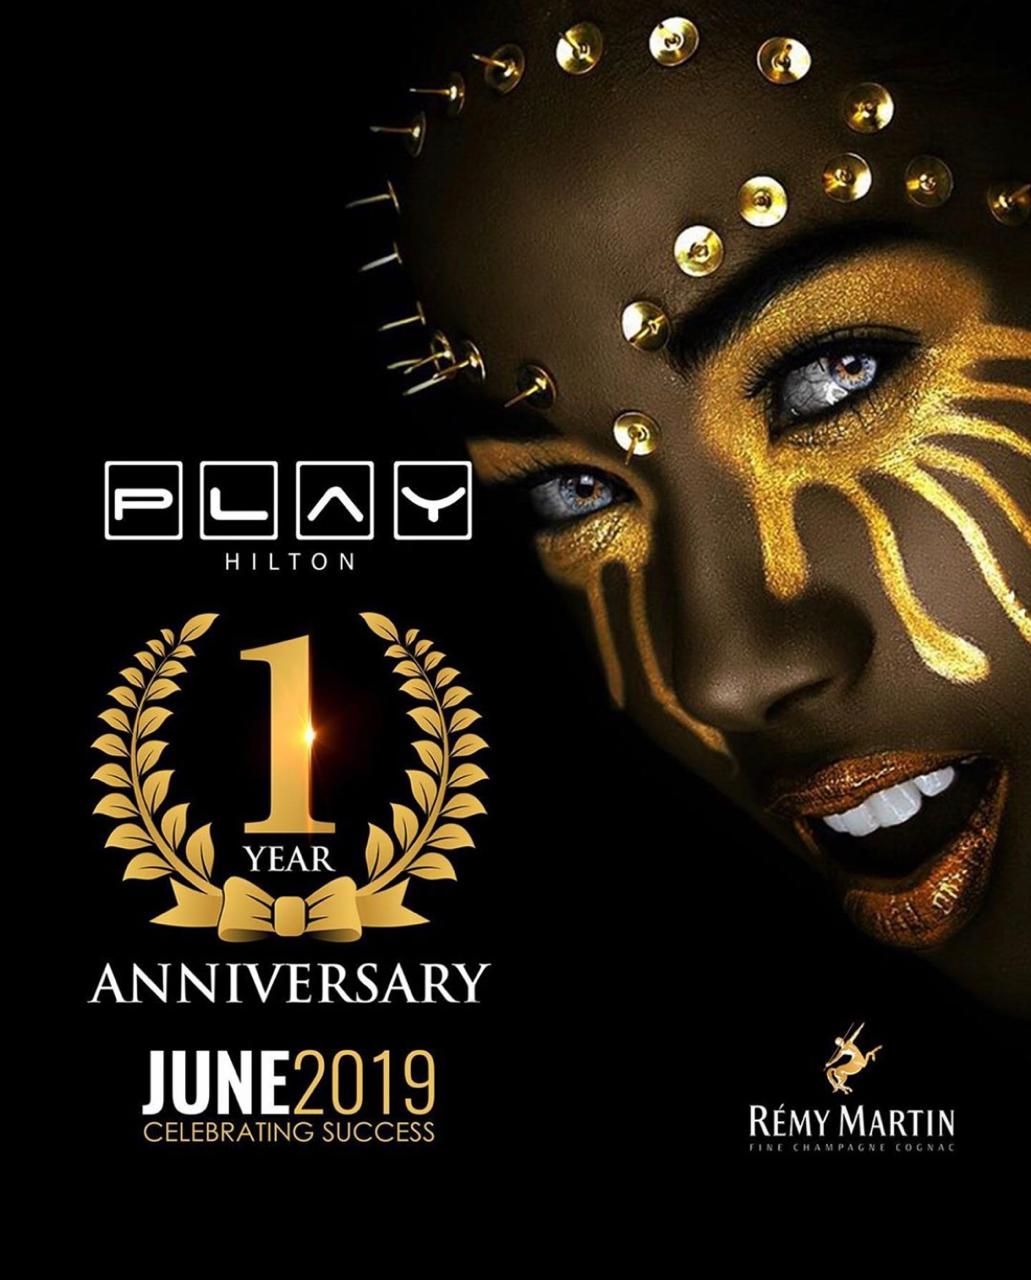 PLAY
HILTON
1
YEAR
ANNIVERSARY
JUNE2019
CELEBRATING SUCCESS
RÉMY MARTIN
FINE CHAMPAGNE COGNAC